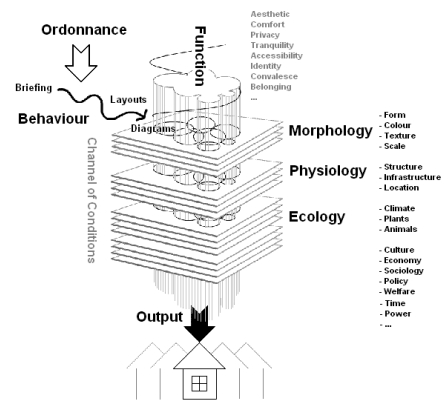 Ordonnance
Function
Aesthetic
Comfort
Privacy
Tranquility
Accessibility
Identity
Convalesce
Belonging
...
Briefing
Layouts
Behaviour
Diagrams
Channel of Conditions
Morphology
- Form
- Colour
- Texture
- Scale
Physiology
- Structure
- Infrastructure
- Location
Ecology
- Climate
- Plants
- Animals
- Culture
- Economy
- Sociology
- Policy
- Welfare
- Time
- Power
- ...
Output